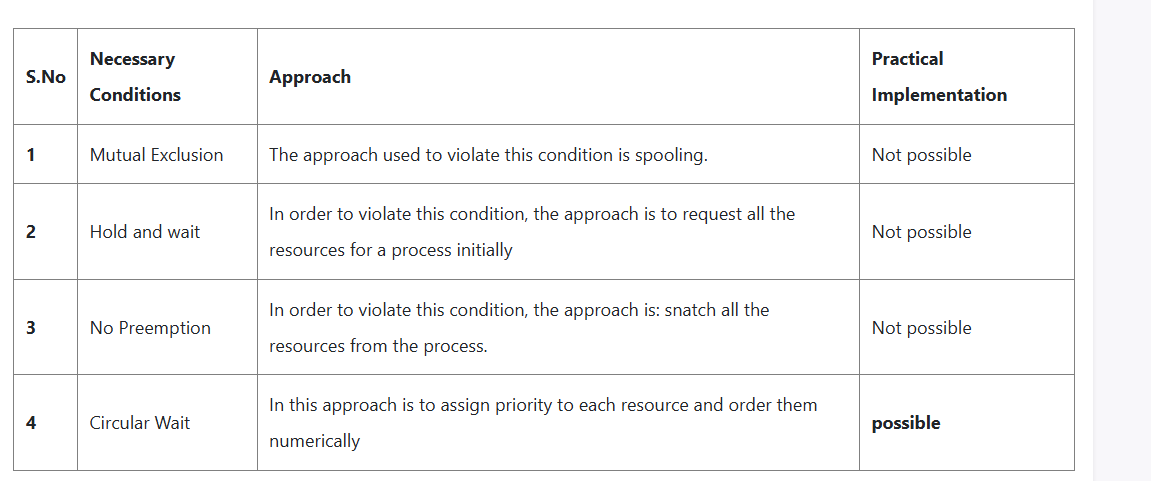 S.No
Necessary
Conditions
Approach
Practical
Implementation
1
Mutual Exclusion
The approach used to violate this condition is spooling.
Not possible
2
Hold and wait
In order to violate this condition, the approach is to request all the
resources for a process initially
Not possible
3
No Preemption
In order to violate this condition, the approach is: snatch all the
resources from the process.
Not possible
4
Circular Wait
In this approach is to assign priority to each resource and order them
numerically
possible